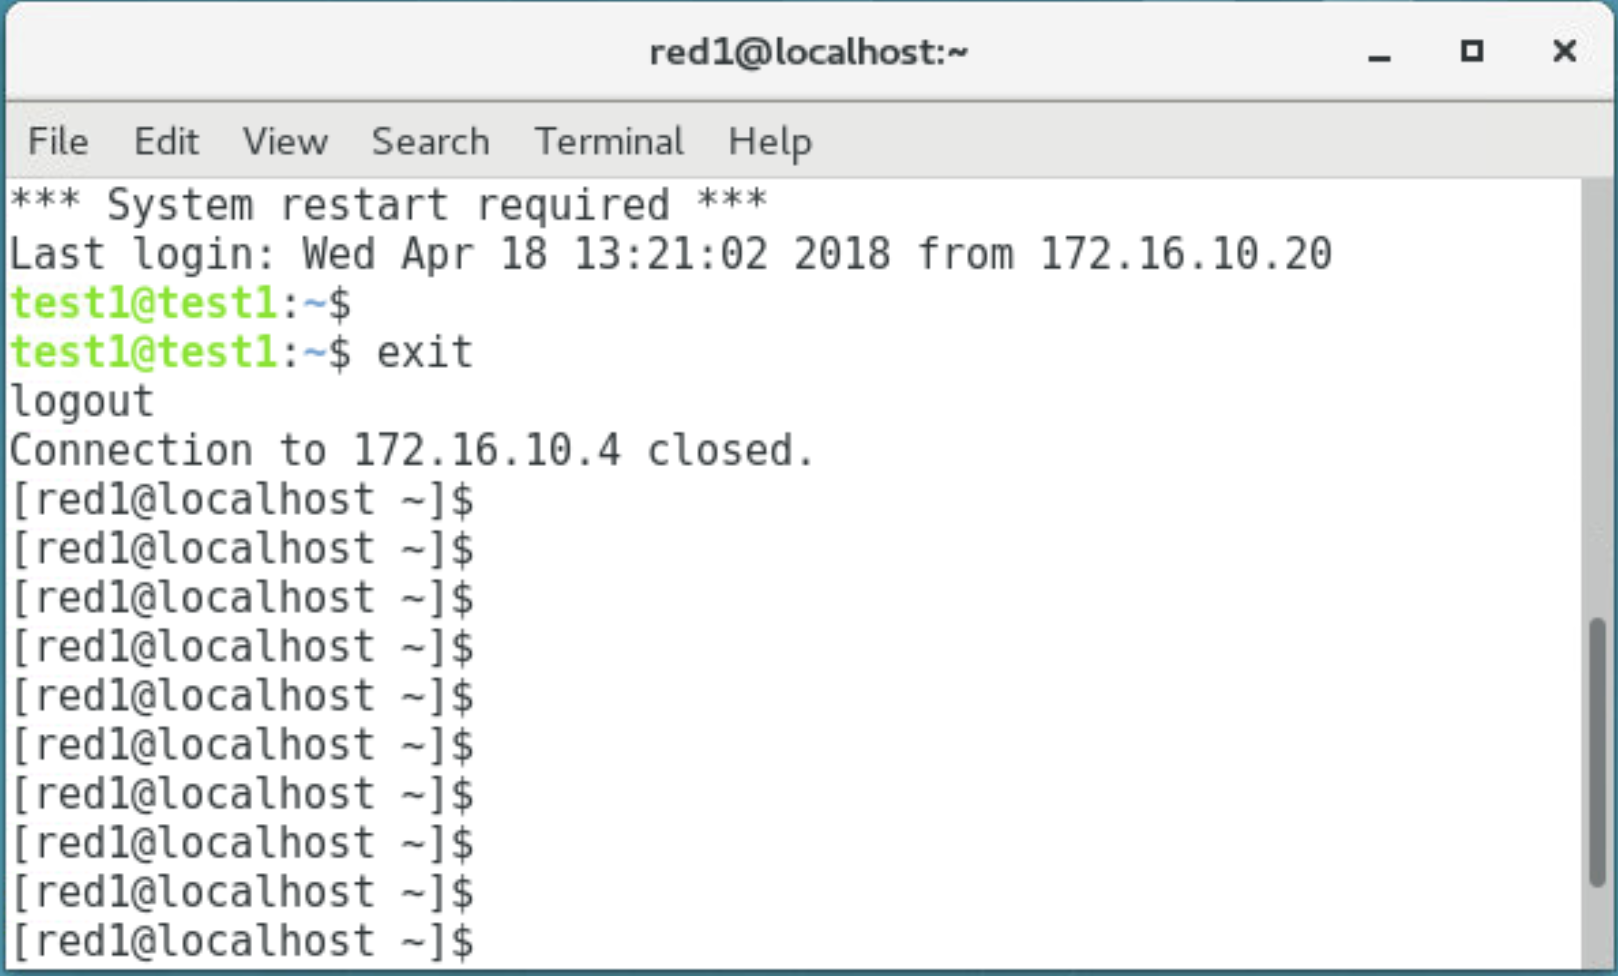 red1@localhost:~
File Edit View Search Terminal Help
*** System restart required ***
Last login: Wed Apr 18 13:21:02 2018 from 172.16.10.20
test1@test1:~$
test1@test1:~$ exit
logout
Connection to 172.16.10.4 closed.
[red1@localhost ~]$
[red1@localhost ~]$
[red1@localhost ~]$
[red1@localhost ~]$
[red1@localhost ~]$
[red1@localhost ~]$
[red1@localhost ~]$
[red1@localhost ~]$
[red1@localhost ~]$
[red1@localhost ~]$